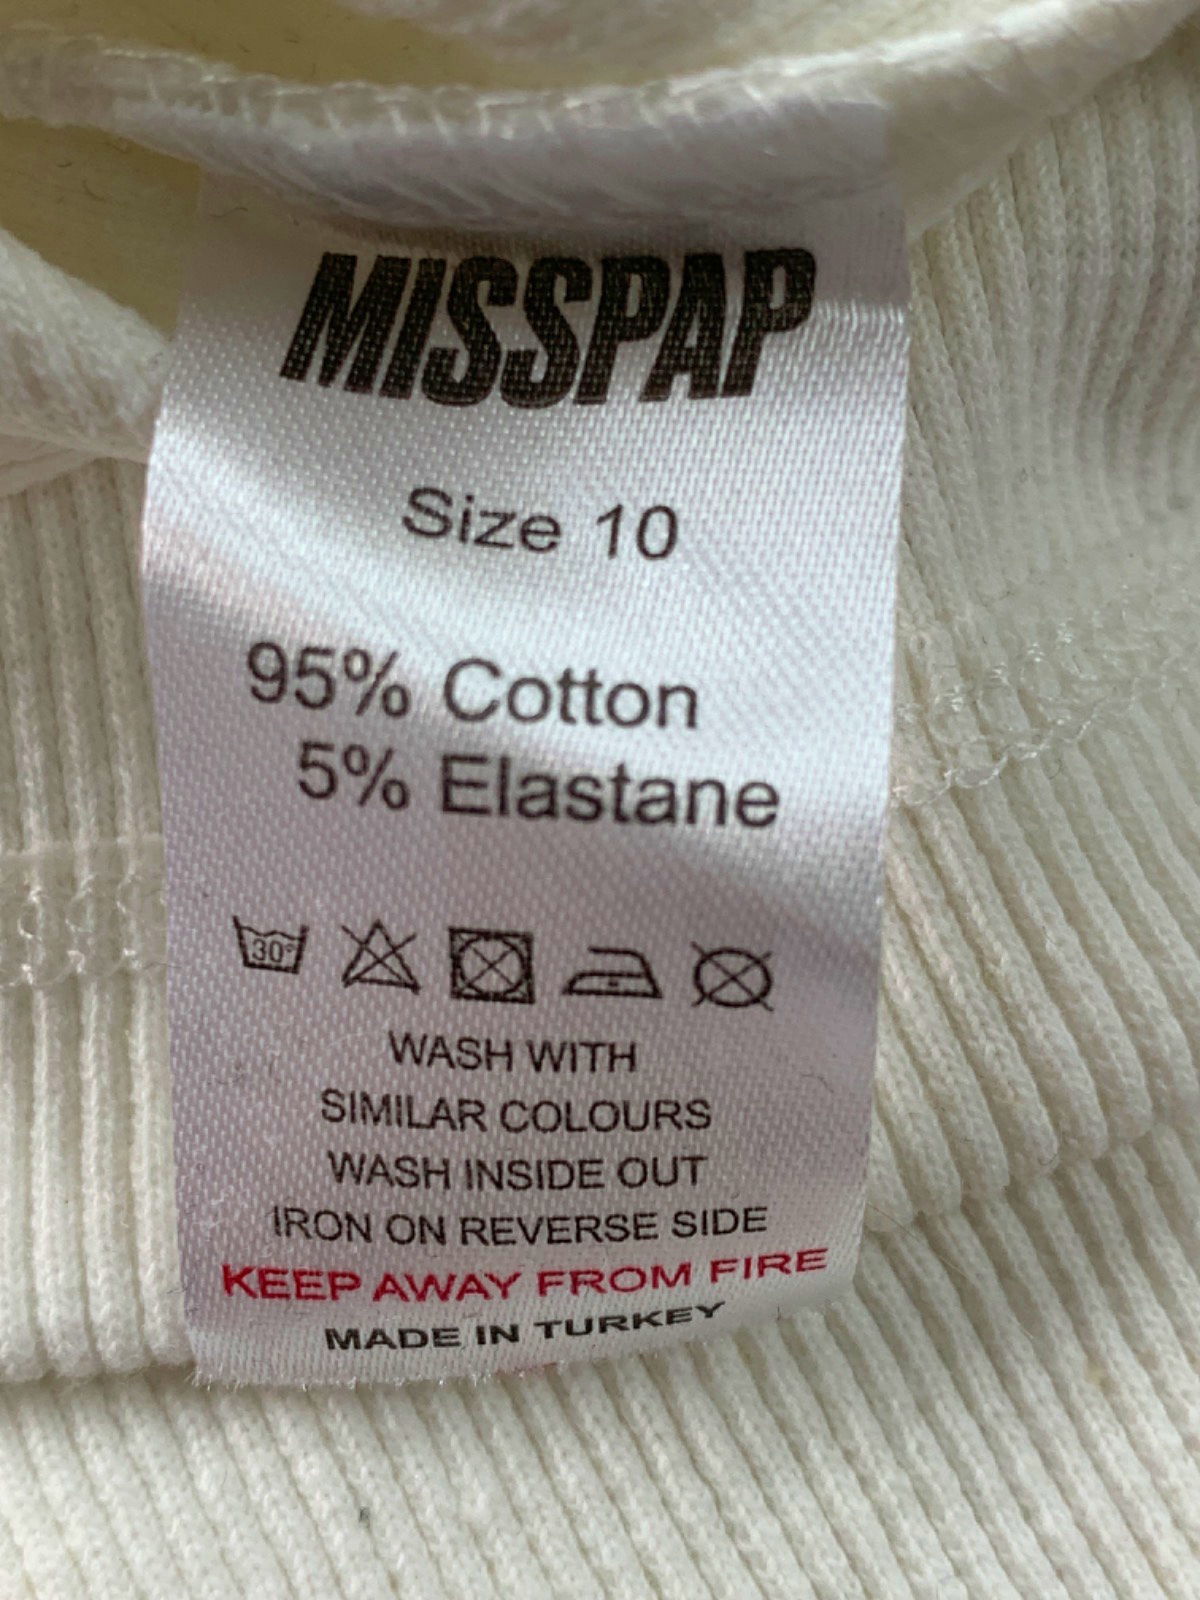 MISSPAP
Size 10
95% Cotton
5% Elastane
30°
WASH WITH
SIMILAR COLOURS
WASH INSIDE OUT
IRON ON REVERSE SIDE
KEEP AWAY FROM FIRE
MADE IN TURKEY